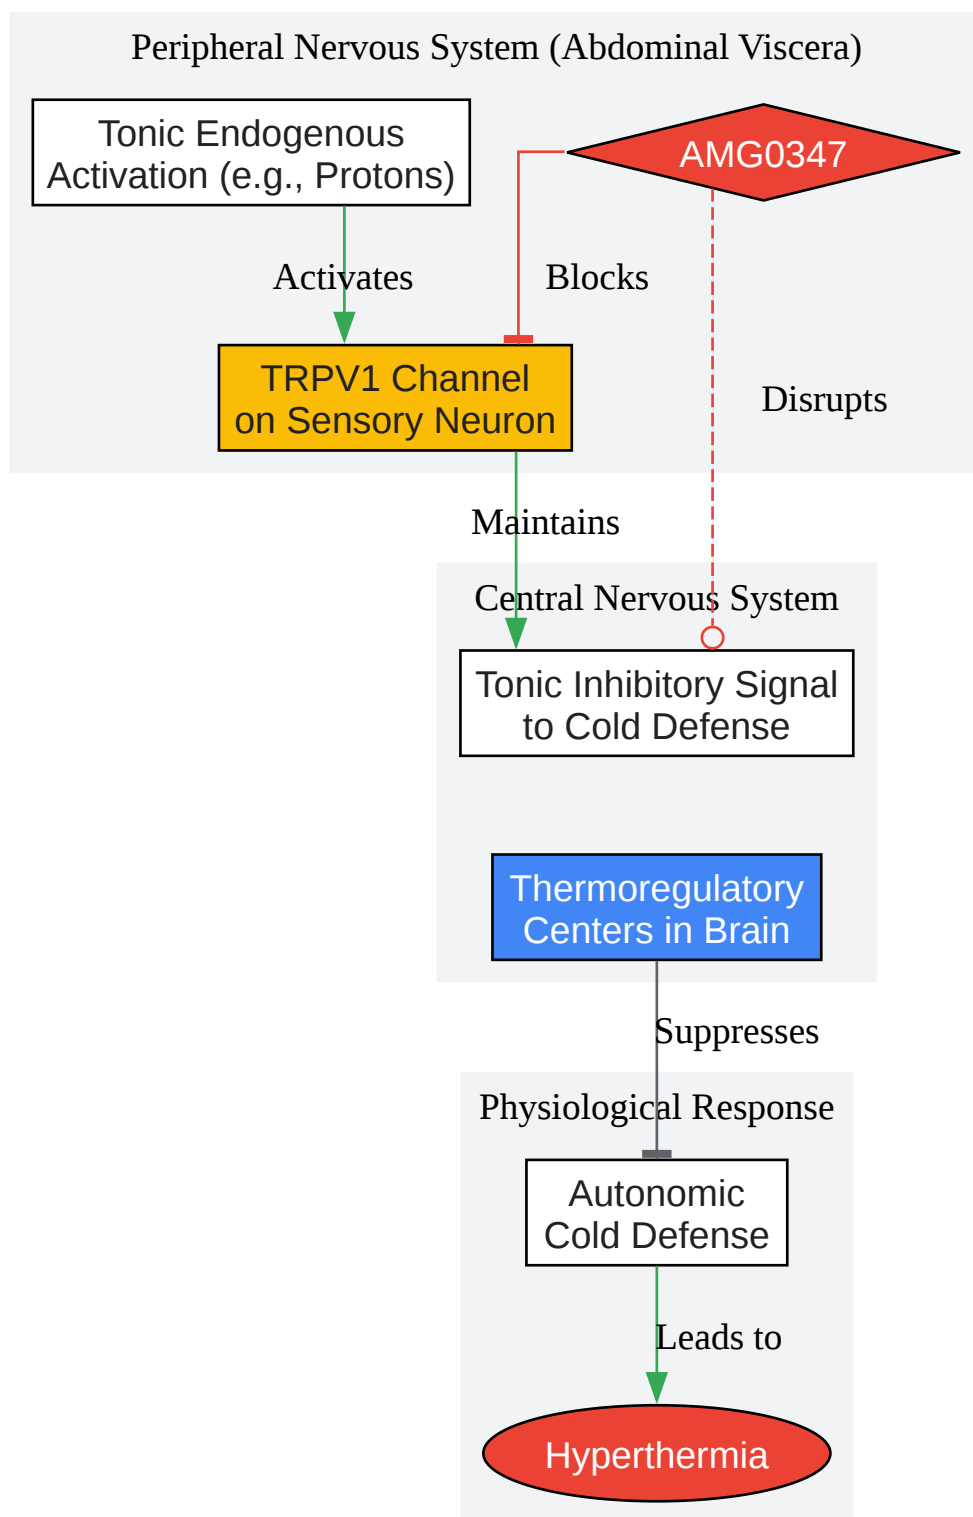 Peripheral Nervous System (Abdominal Viscera)
Tonic Endogenous
Activation (e.g., Protons)
AMG0347
Activates
Blocks
TRPV1 Channel
on Sensory Neuron
Disrupts
Maintains
Central Nervous System
Tonic Inhibitory Signal
to Cold Defense
Thermoregulatory
Centers in Brain
Suppresses
Physiological Response
Autonomic
Cold Defense
Leads to
Hyperthermia